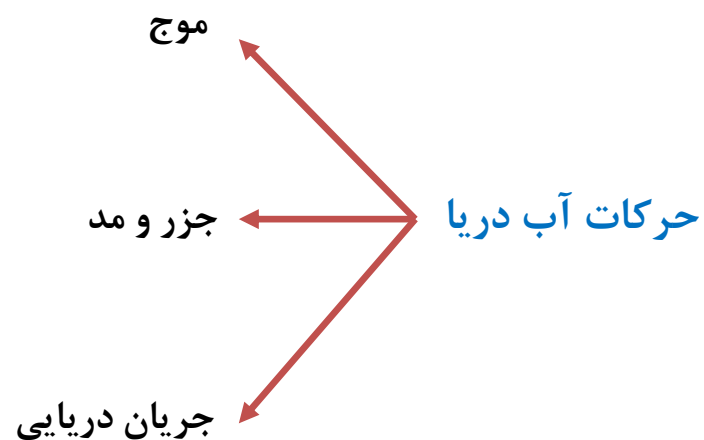 حرکات آب دریا
موج
جزر و مد
جریان دریایی